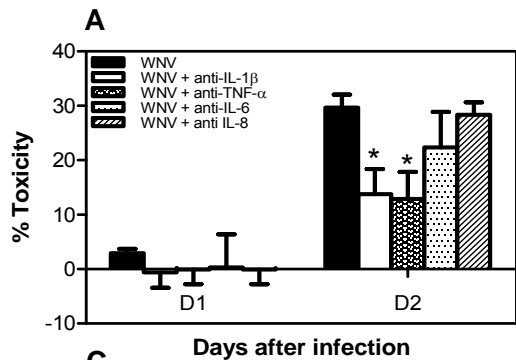 A
40
30
20
10
0
-10
% Toxicity
WNV
WNV + anti-IL-1β
WNV + anti-TNF-α
WNV + anti-IL-6
WNV + anti IL-8
* *
D1 D2
Days after infection